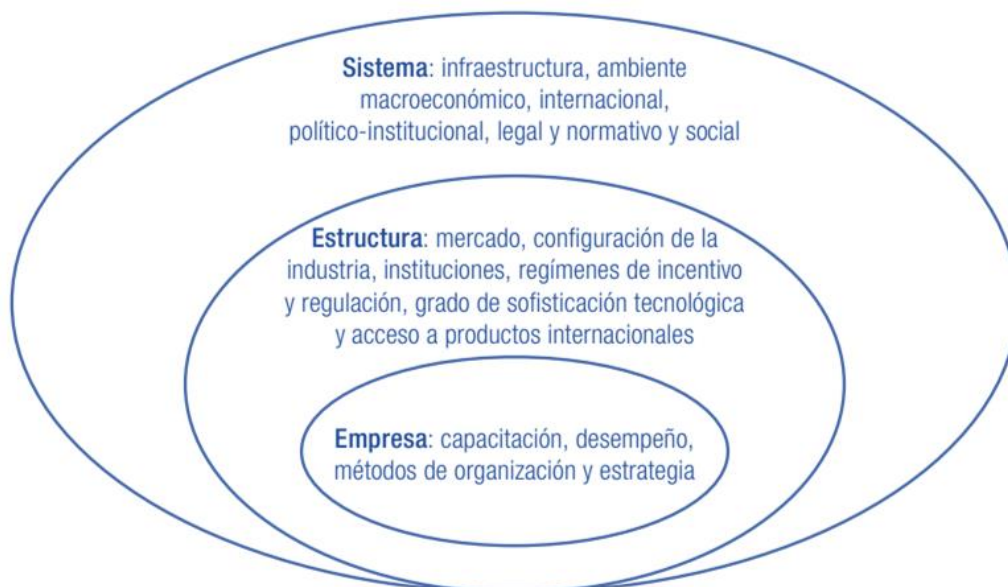 Sistema: infraestructura, ambiente
macroeconómico, internacional,
político-institucional, legal y normativo y social
Estructura: mercado, configuración de la
industria, instituciones, regímenes de incentivo
y regulación, grado de sofisticación tecnológica
y acceso a productos internacionales
Empresa: capacitación, desempeño,
métodos de organización y estrategia